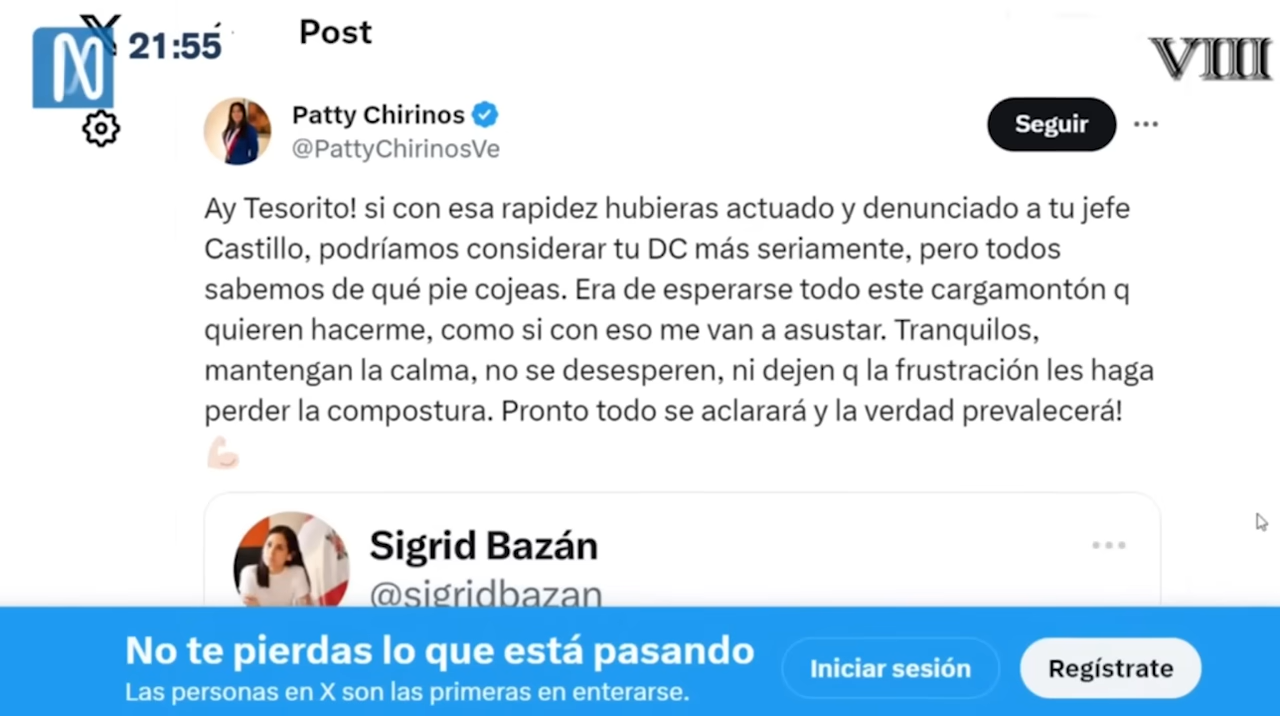 21:55
Post
VIII
Patty Chirinos
@PattyChirinosVe
Seguir
Ay Tesorito! si con esa rapidez hubieras actuado y denunciado a tu jefe
Castillo, podríamos considerar tu DC más seriamente, pero todos
sabemos de qué pie cojeas. Era de esperarse todo este cargamontón q
quieren hacerme, como si con eso me van a asustar. Tranquilos,
mantengan la calma, no se desesperen, ni dejen q la frustración les haga
perder la compostura. Pronto todo se aclarará y la verdad prevalecerá!
Sigrid Bazán
@sigridbazan
No te pierdas lo que está pasando
Las personas en X son las primeras en enterarse.
Iniciar sesión
Regístrate